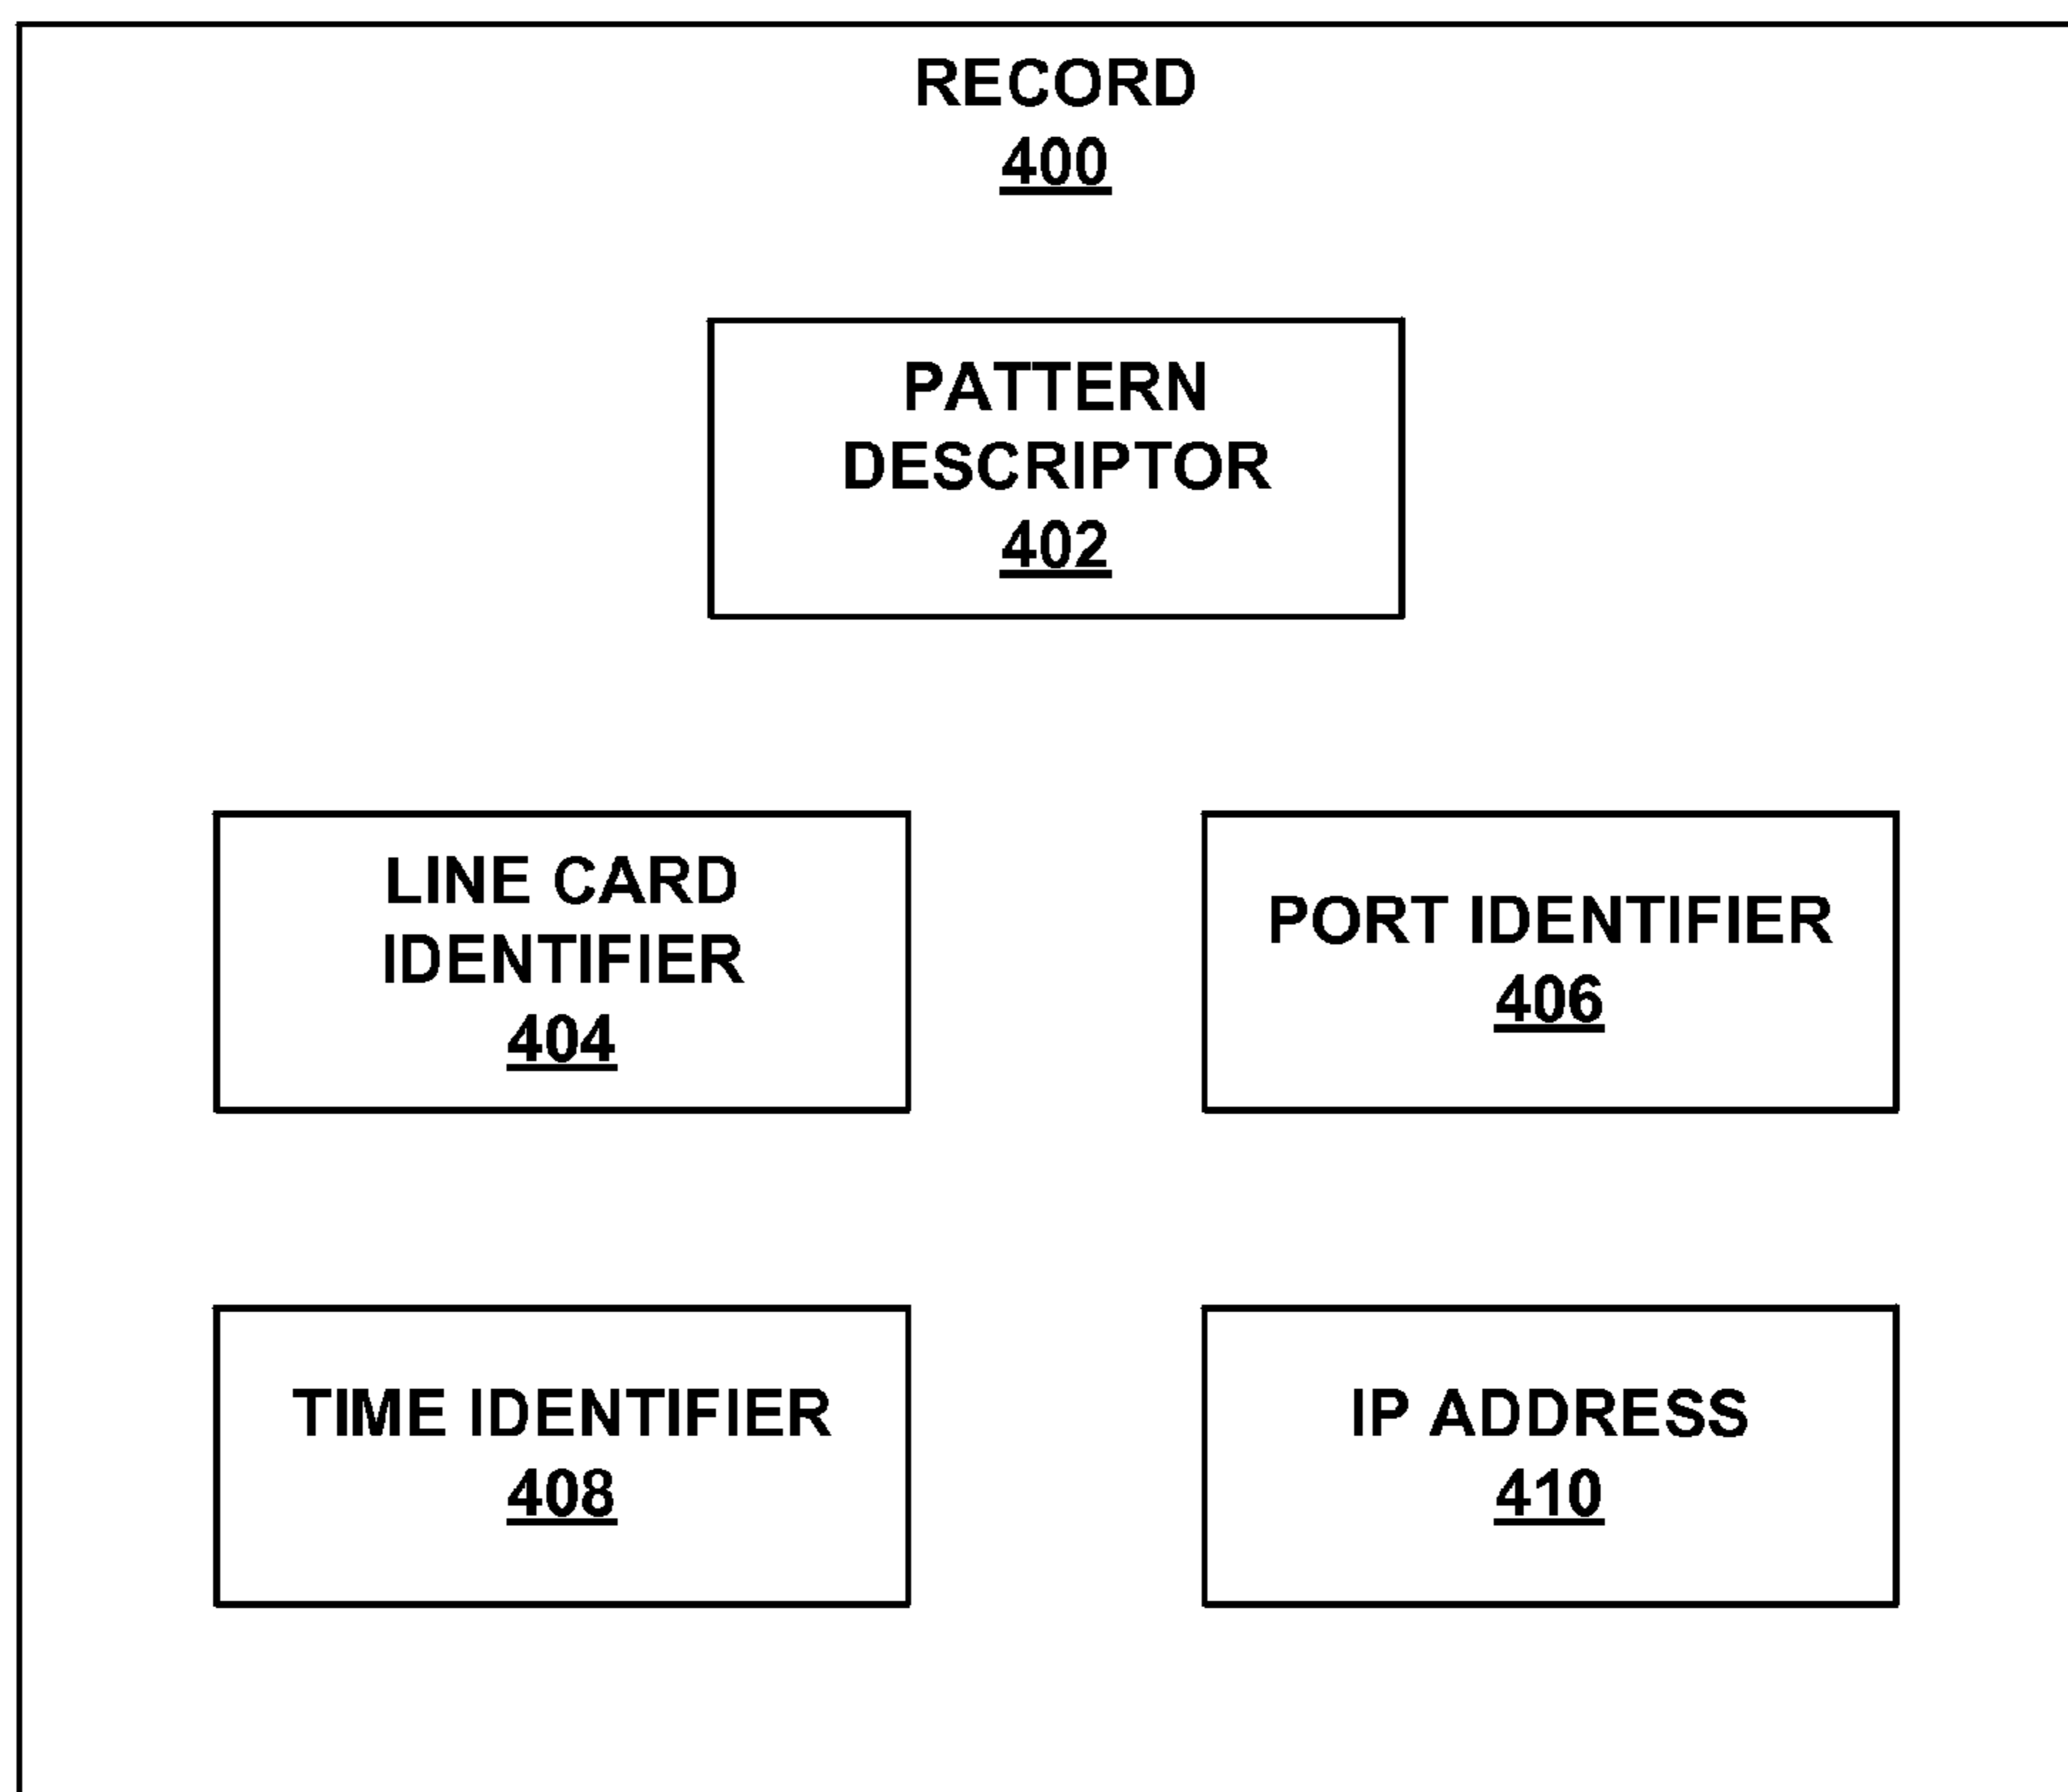 RECORD
400
PATTERN
DESCRIPTOR
402
LINE CARD
IDENTIFIER
404
PORT IDENTIFIER
406
TIME IDENTIFIER
408
IP ADDRESS
410